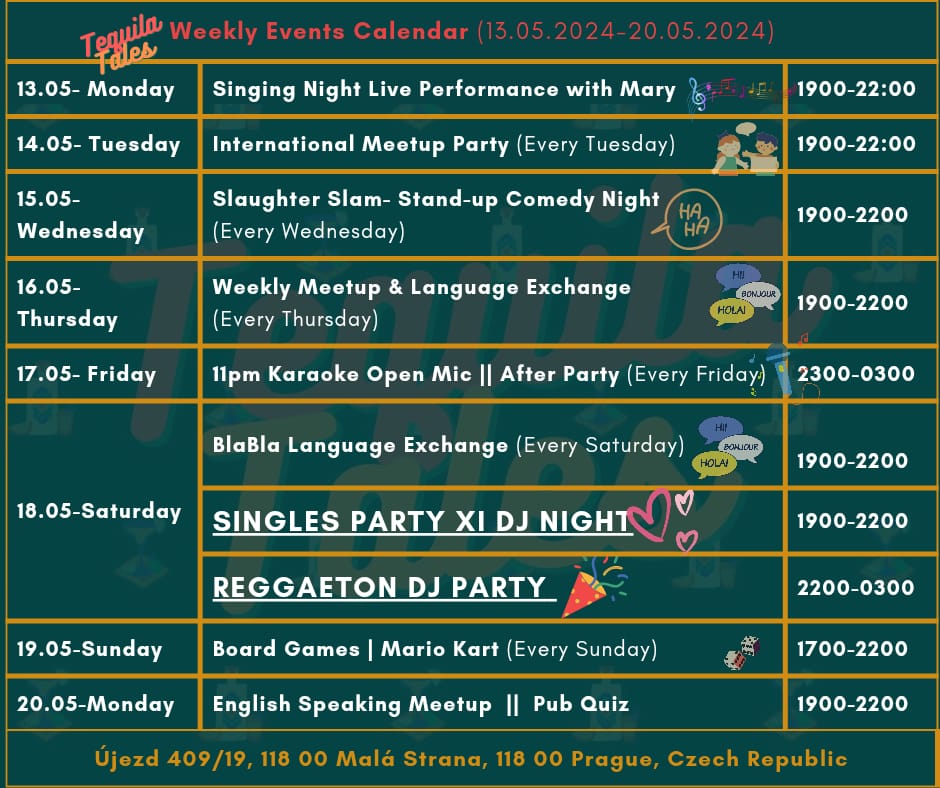 Tequila
Tales
Weekly Events Calendar (13.05.2024-20.05.2024)
13.05- Monday
Singing Night Live Performance with Mary
1900-22:00
14.05- Tuesday
International Meetup Party (Every Tuesday)
1900-22:00
15.05-
Wednesday
Slaughter Slam- Stand-up Comedy Night
(Every Wednesday)
HA
HA
1900-2200
16.05-
Thursday
Weekly Meetup & Language Exchange
(Every Thursday)
HI!
BONJOUR
HOLA!
1900-2200
17.05- Friday
11pm Karaoke Open Mic || After Party (Every Friday)
2300-0300
18.05-Saturday
BlaBla Language Exchange (Every Saturday)
HI!
BONJOUR
HOLA!
1900-2200
SINGLES PARTY XI DJ NIGHT
1900-2200
REGGAETON DJ PARTY
2200-0300
19.05-Sunday
Board Games | Mario Kart (Every Sunday)
1700-2200
20.05-Monday
English Speaking Meetup || Pub Quiz
1900-2200
Újezd 409/19, 118 00 Malá Strana, 118 00 Prague, Czech Republic
Tequila
Tales